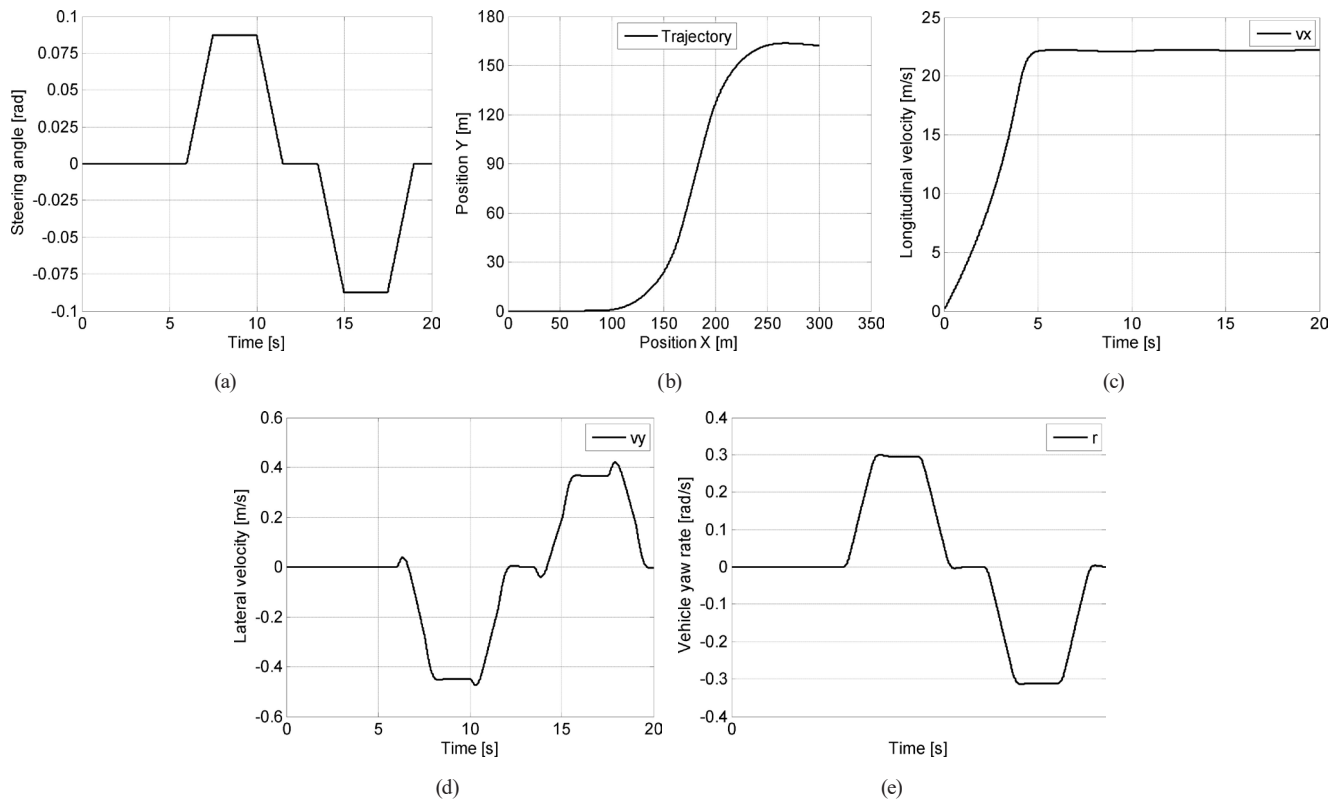 0.1
0.075
0.05
0.025
0
-0.025
-0.05
-0.075
-0.1
Steering angle [rad]
0 5 10 15 20
Time [s]
(a)
180
150
120
90
60
30
0
Position Y [m]
Trajectory
0 50 100 150 200 250 300 350
Position X [m]
(b)
25
20
15
10
5
0
Longitudinal velocity [m/s]
vx
0 5 10 15 20
Time [s]
(c)
0.6
0.4
0.2
0
-0.2
-0.4
-0.6
Lateral velocity [m/s]
vy
0 5 10 15 20
Time [s]
(d)
0.4
0.3
0.2
0.1
0
-0.1
-0.2
-0.3
-0.4
Vehicle yaw rate [rad/s]
r
0
Time [s]
(e)